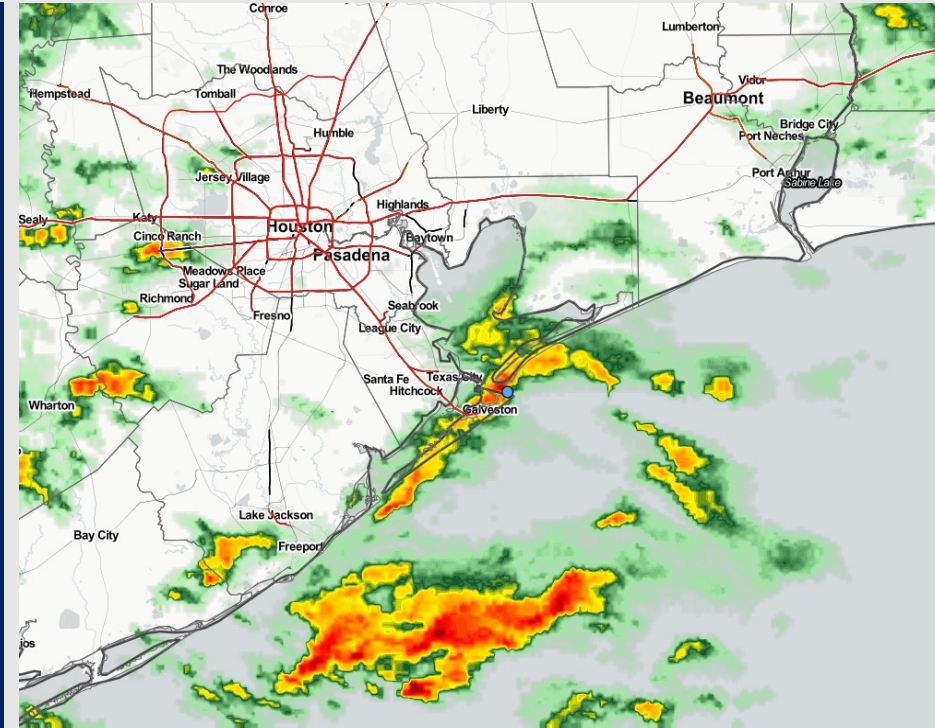 Conroe
Lumberton
The Woodlands
Vidor
Hempstead
Tomball
Beaumont
Liberty
Humble
Bridge City
Port Neches
Jersey Village
Port Arthur
Sabine Lake
Highlands
Sealy
Katy
Houston
Cinco Ranch
Baytown
Pasadena
Meadows Place
Sugar Land
Richmond
Seabrook
Fresno
League City
Santa Fe
Texas City
Hitchcock
Wharton
Galveston
Lake Jackson
Bay City
Freeport
ios